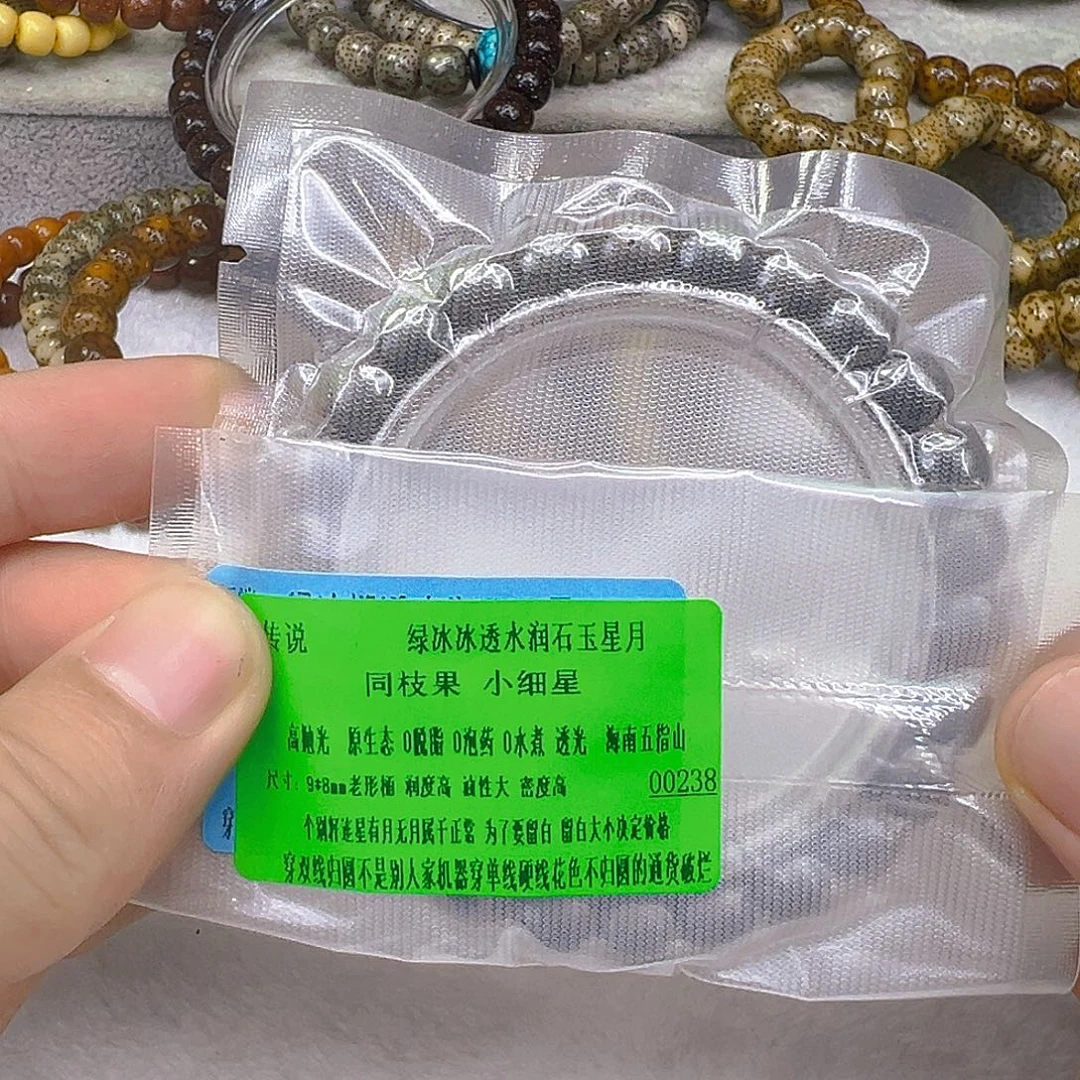 传说 绿冰冰透水润石玉星月
同枝果 小细星
高抛光 原生态 0脱脂 0泡药 0水煮 透光 海南五指山
尺寸: 9*8mm老形桶 润度高 油性大 密度高 00238
个别籽连星有月无月属于正常 为了要留白 留白大小决定价格
穿双线归圆不是别人家机器穿单线硬线花色不归圆的通货破烂
穿